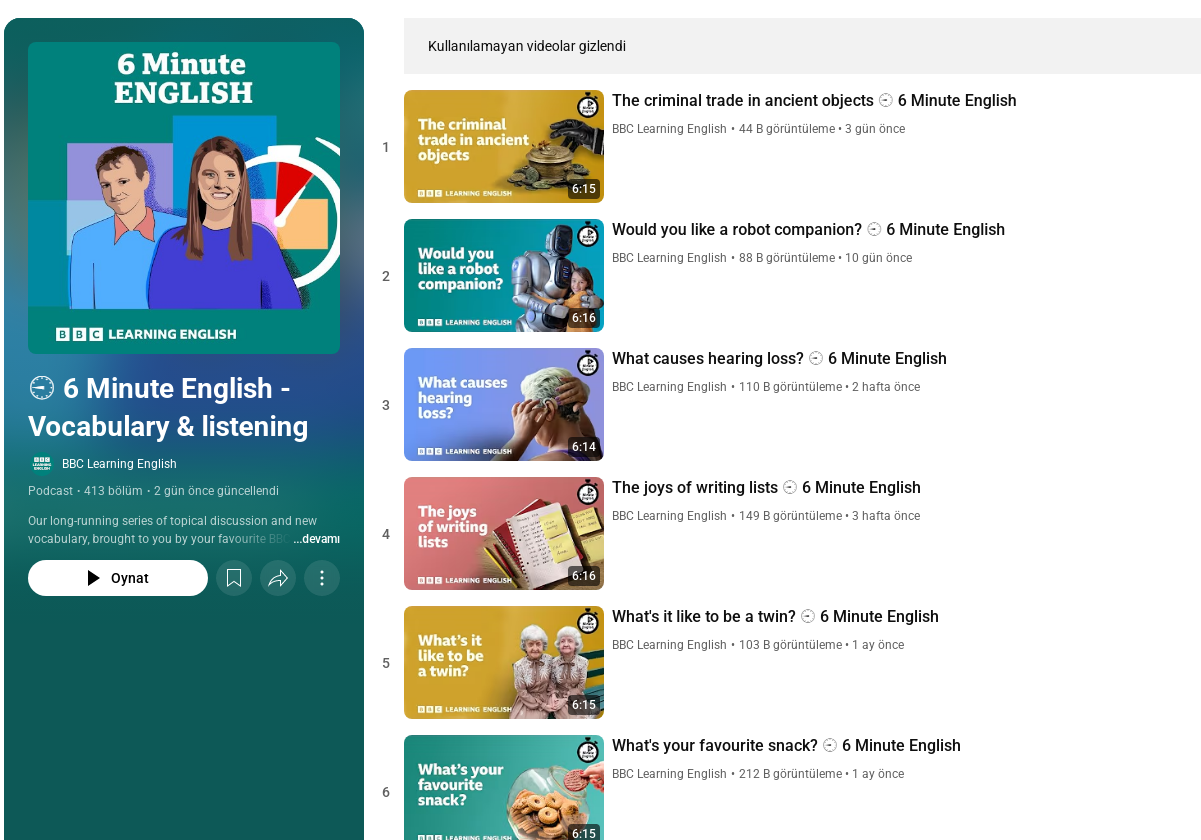 6 Minute
ENGLISH
BBC LEARNING ENGLISH
6 Minute English -
Vocabulary & listening
BBC Learning English
Podcast • 413 bölüm • 2 gün önce güncellendi
Our long-running series of topical discussion and new
vocabulary, brought to you by your favourite BBC ...devamı
Oynat
Kullanılamayan videolar gizlendi
1
The criminal
trade in ancient
objects
BBC LEARNING ENGLISH
6:15
The criminal trade in ancient objects 6 Minute English
BBC Learning English • 44 B görüntüleme • 3 gün önce
2
Would you
like a robot
companion?
BBC LEARNING ENGLISH
6:16
Would you like a robot companion? 6 Minute English
BBC Learning English • 88 B görüntüleme • 10 gün önce
3
What causes
hearing
loss?
BBC LEARNING ENGLISH
6:14
What causes hearing loss? 6 Minute English
BBC Learning English • 110 B görüntüleme • 2 hafta önce
4
The joys
of writing
lists
BBC LEARNING ENGLISH
6:16
The joys of writing lists 6 Minute English
BBC Learning English • 149 B görüntüleme • 3 hafta önce
5
What's it
like to be
a twin?
BBC LEARNING ENGLISH
6:15
What's it like to be a twin? 6 Minute English
BBC Learning English • 103 B görüntüleme • 1 ay önce
6
What's your
favourite
snack?
BBC LEARNING ENGLISH
6:15
What's your favourite snack? 6 Minute English
BBC Learning English • 212 B görüntüleme • 1 ay önce